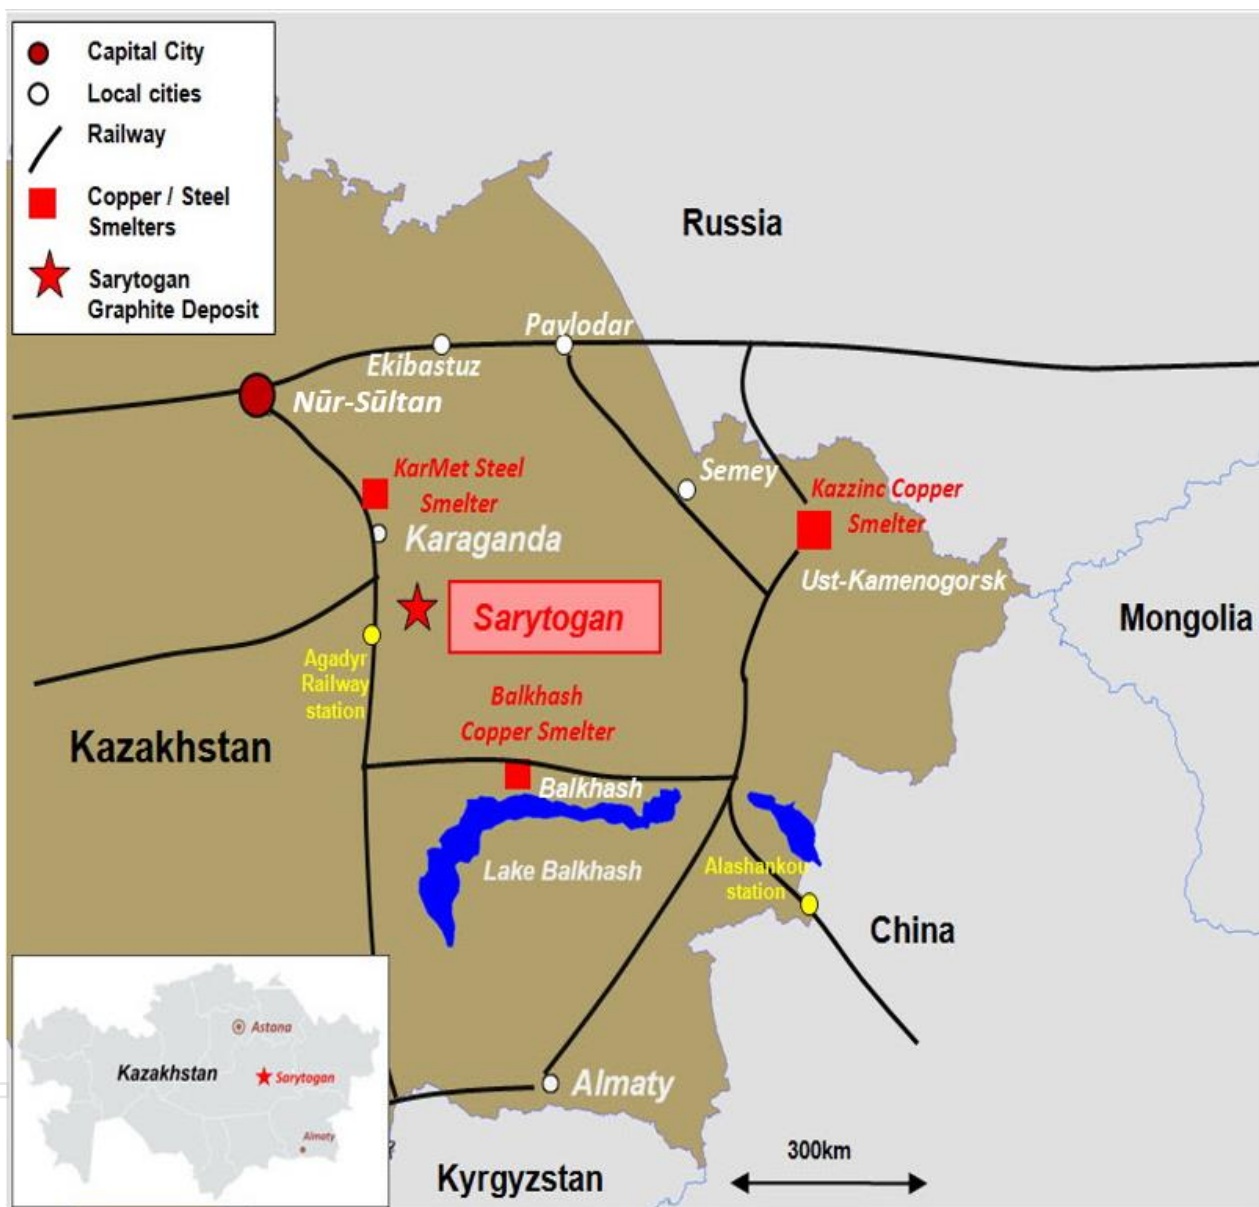 Capital City
Local cities
Railway
Copper / Steel
Smelters
Sarytogan
Graphite Deposit
Russia
Pavlodar
Ekibastuz
Nūr-Sūltan
KarMet Steel
Smelter
Semey
Kazzinc Copper
Smelter
Karaganda
Ust-Kamenogorsk
Sarytogan
Mongolia
Agadyr
Railway
station
Balkhash
Copper Smelter
Kazakhstan
Balkhash
Lake Balkhash
Alashankou
station
China
Astana
Kazakhstan
Sarytogan
Almaty
Almaty
300km
Kyrgyzstan